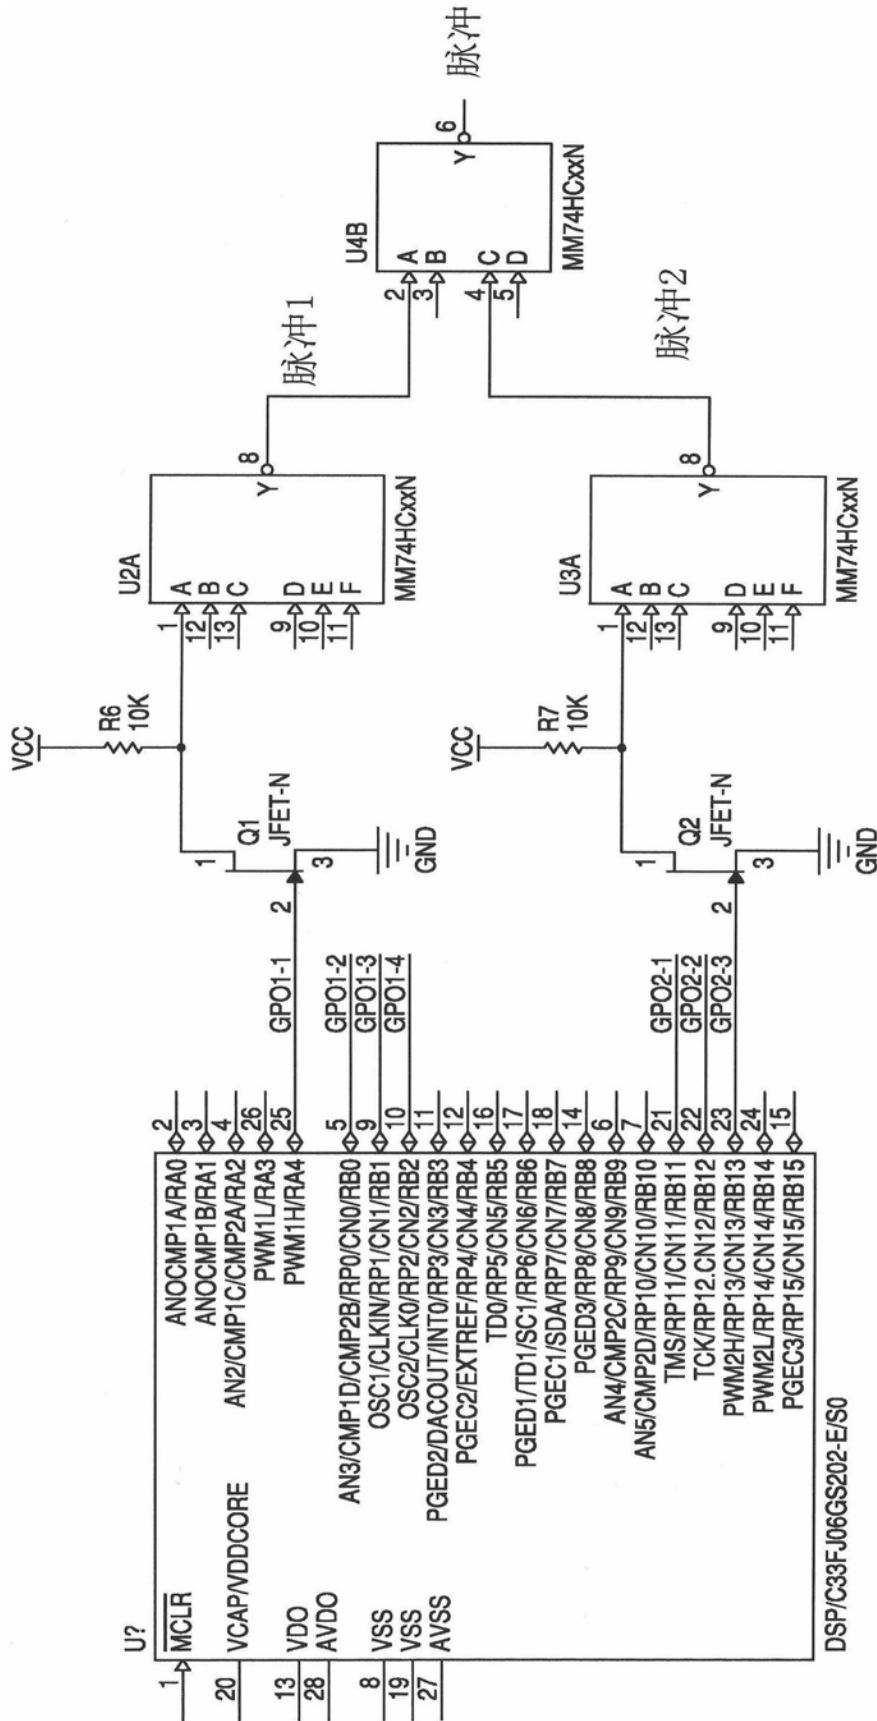 U?
MCLR
1
VCAP/VDDCORE
20
VDO
13
AVDO
28
VSS
8
VSS
19
AVSS
27
ANOCMP1A/RA0
2
ANOCMP1B/RA1
3
AN2/CMP1C/CMP2A/RA2
4
PWM1L/RA3
26
PWM1H/RA4
25
AN3/CMP1D/CMP2B/RP0/CN0/RB0
5
OSC1/CLKIN/RP1/CN1/RB1
9
OSC2/CLK0/RP2/CN2/RB2
10
PGED2/DACOUT/INT0/RP3/CN3/RB3
11
PGEC2/EXTREF/RP4/CN4/RB4
12
TD0/RP5/CN5/RB5
16
PGED1/TD1/SC1/RP6/CN6/RB6
17
PGEC1/SDA/RP7/CN7/RB7
18
PGED3/RP8/CN8/RB8
14
AN4/CMP2C/RP9/CN9/RB9
6
AN5/CMP2D/RP10/CN10/RB10
7
TMS/RP11/CN11/RB11
21
TCK/RP12.CN12/RB12
22
PWM2H/RP13/CN13/RB13
23
PWM2L/RP14/CN14/RB14
24
PGEC3/RP15/CN15/RB15
15
DSP/C33FJ06GS202-E/S0
GPO1-1
GPO1-2
GPO1-3
GPO1-4
GPO2-1
GPO2-2
GPO2-3
VCC
R6
10K
Q1
JFET-N
1
2
3
GND
VCC
R7
10K
Q2
JFET-N
1
2
3
GND
U2A
1
A
12
B
13
C
9
D
10
E
11
F
Y
8
MM74HCxxN
U3A
1
A
12
B
13
C
9
D
10
E
11
F
Y
8
MM74HCxxN
脉冲1
脉冲2
U4B
2
A
3
B
4
C
5
D
Y
6
MM74HCxxN
脉冲